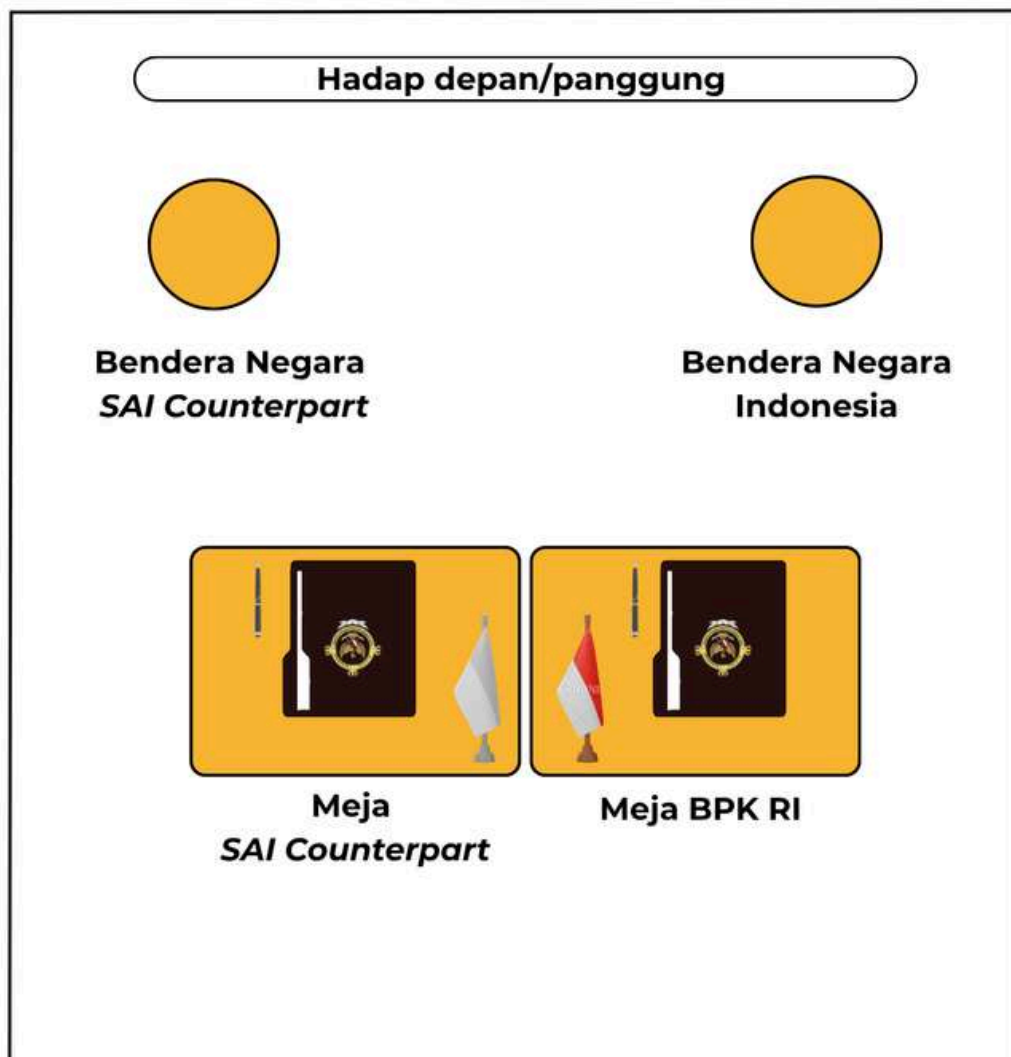 Hadap depan/panggung
Bendera Negara
SAI Counterpart
Bendera Negara
Indonesia
Meja
SAI Counterpart
Meja BPK RI